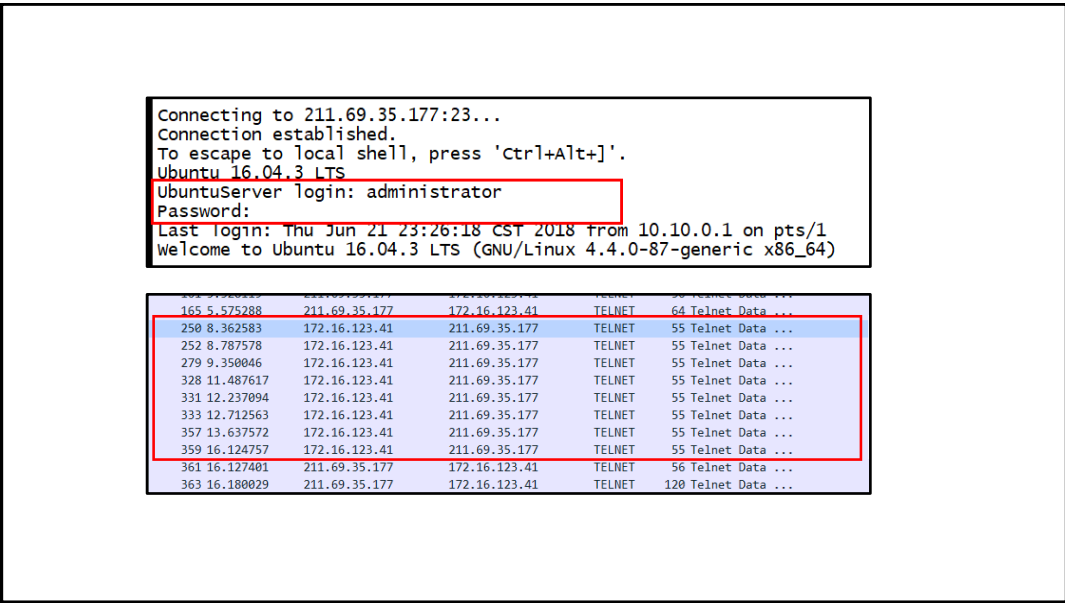 Connecting to 211.69.35.177:23...
Connection established.
To escape to local shell, press 'Ctrl+Alt+]'.
Ubuntu 16.04.3 LTS
UbuntuServer login: administrator
Password:
Last login: Thu Jun 21 23:26:18 CST 2018 from 10.10.0.1 on pts/1
Welcome to Ubuntu 16.04.3 LTS (GNU/Linux 4.4.0-87-generic x86_64)
165 5.575288 211.69.35.177 172.16.123.41 TELNET 64 Telnet Data ...
250 8.362583 172.16.123.41 211.69.35.177 TELNET 55 Telnet Data ...
252 8.787578 172.16.123.41 211.69.35.177 TELNET 55 Telnet Data ...
279 9.350046 172.16.123.41 211.69.35.177 TELNET 55 Telnet Data ...
328 11.487617 172.16.123.41 211.69.35.177 TELNET 55 Telnet Data ...
331 12.237094 172.16.123.41 211.69.35.177 TELNET 55 Telnet Data ...
333 12.712563 172.16.123.41 211.69.35.177 TELNET 55 Telnet Data ...
357 13.637572 172.16.123.41 211.69.35.177 TELNET 55 Telnet Data ...
359 16.124757 172.16.123.41 211.69.35.177 TELNET 55 Telnet Data ...
361 16.127401 211.69.35.177 172.16.123.41 TELNET 56 Telnet Data ...
363 16.180029 211.69.35.177 172.16.123.41 TELNET 120 Telnet Data ...